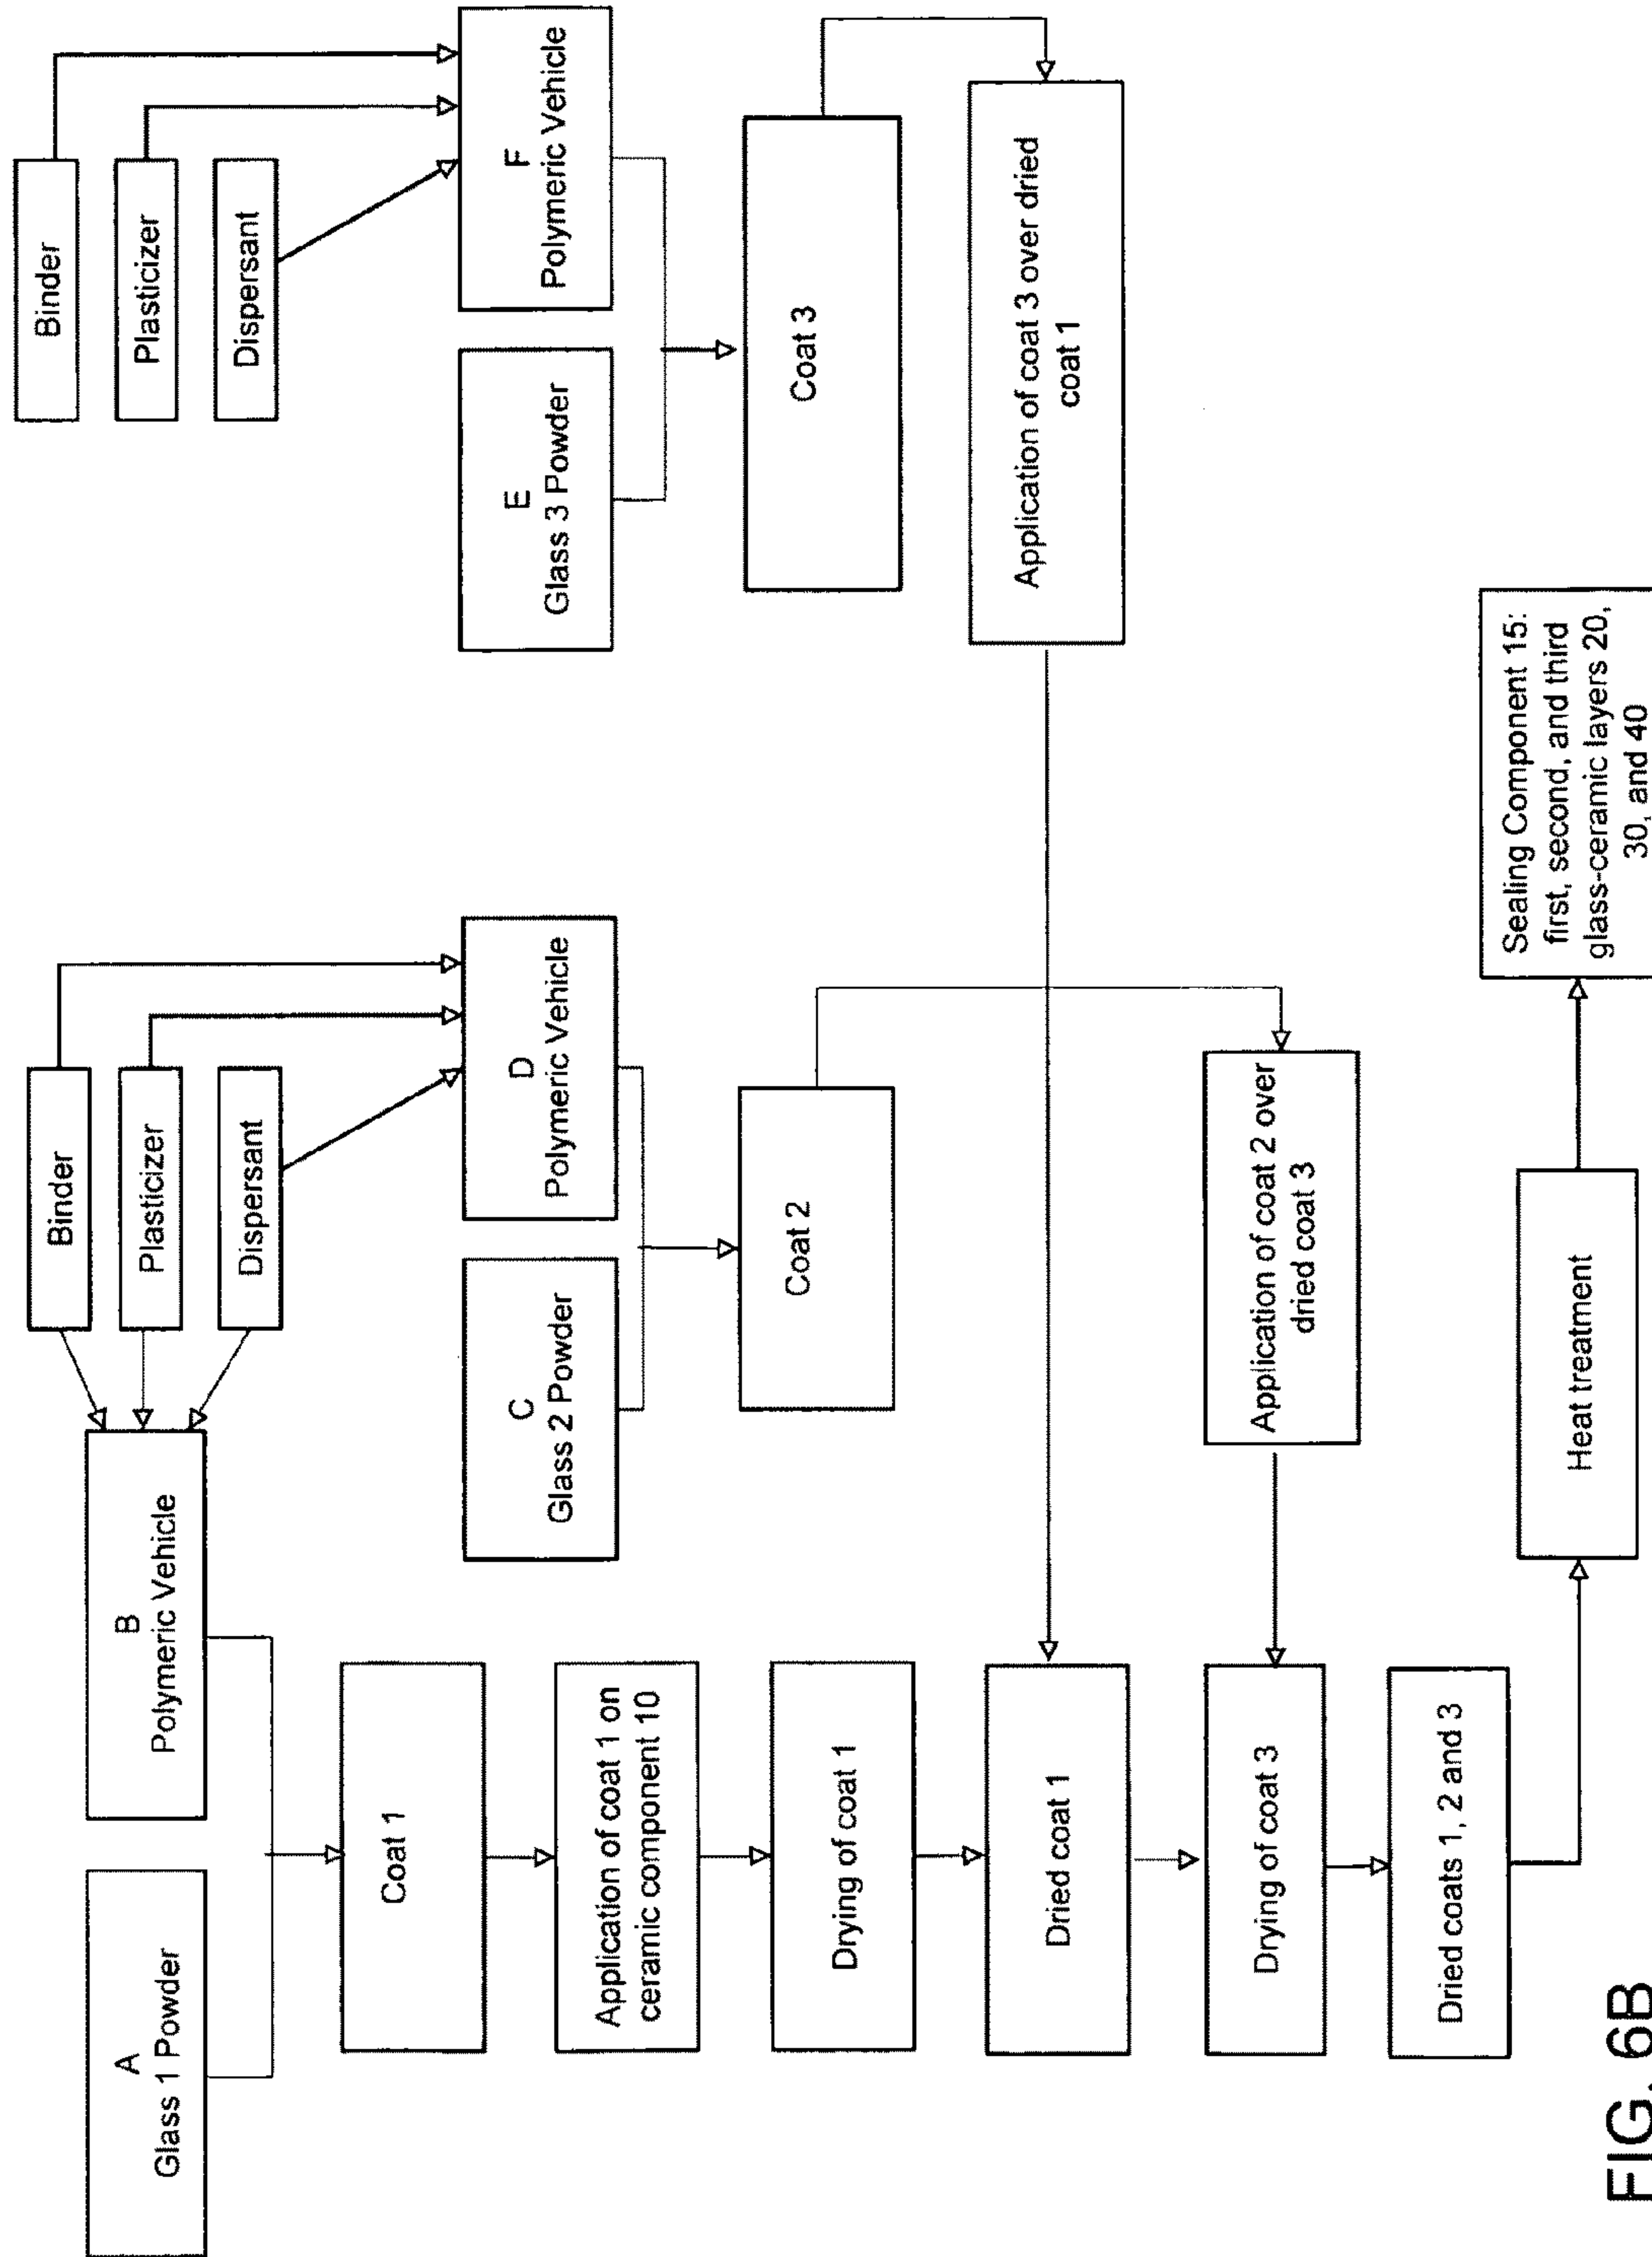 A
Glass 1 Powder
B
Polymeric Vehicle
Binder
Plasticizer
Dispersant
Binder
Plasticizer
Dispersant
C
Glass 2 Powder
D
Polymeric Vehicle
E
Glass 3 Powder
F
Polymeric Vehicle
Coat 1
Coat 2
Coat 3
Application of coat 1 on
ceramic component 10
Drying of coat 1
Dried coat 1
Application of coat 3 over dried
coat 1
Drying of coat 3
Application of coat 2 over
dried coat 3
Dried coats 1, 2 and 3
Heat treatment
Sealing Component 15:
first, second, and third
glass-ceramic layers 20,
30, and 40
FIG. 6B